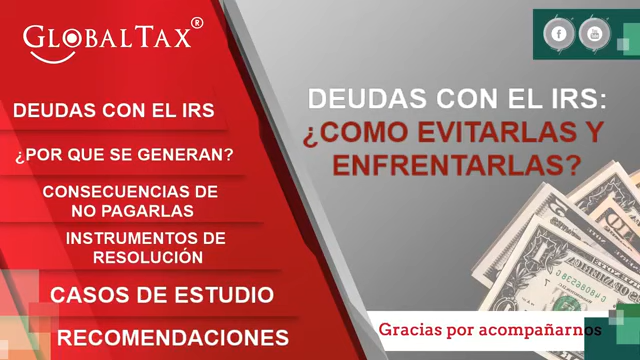 GLOBALTAX®
DEUDAS CON EL IRS
¿POR QUE SE GENERAN?
CONSECUENCIAS DE
NO PAGARLAS
INSTRUMENTOS DE
RESOLUCIÓN
CASOS DE ESTUDIO
RECOMENDACIONES
DEUDAS CON EL IRS:
¿COMO EVITARLAS Y
ENFRENTARLAS?
Gracias por acompañarnos